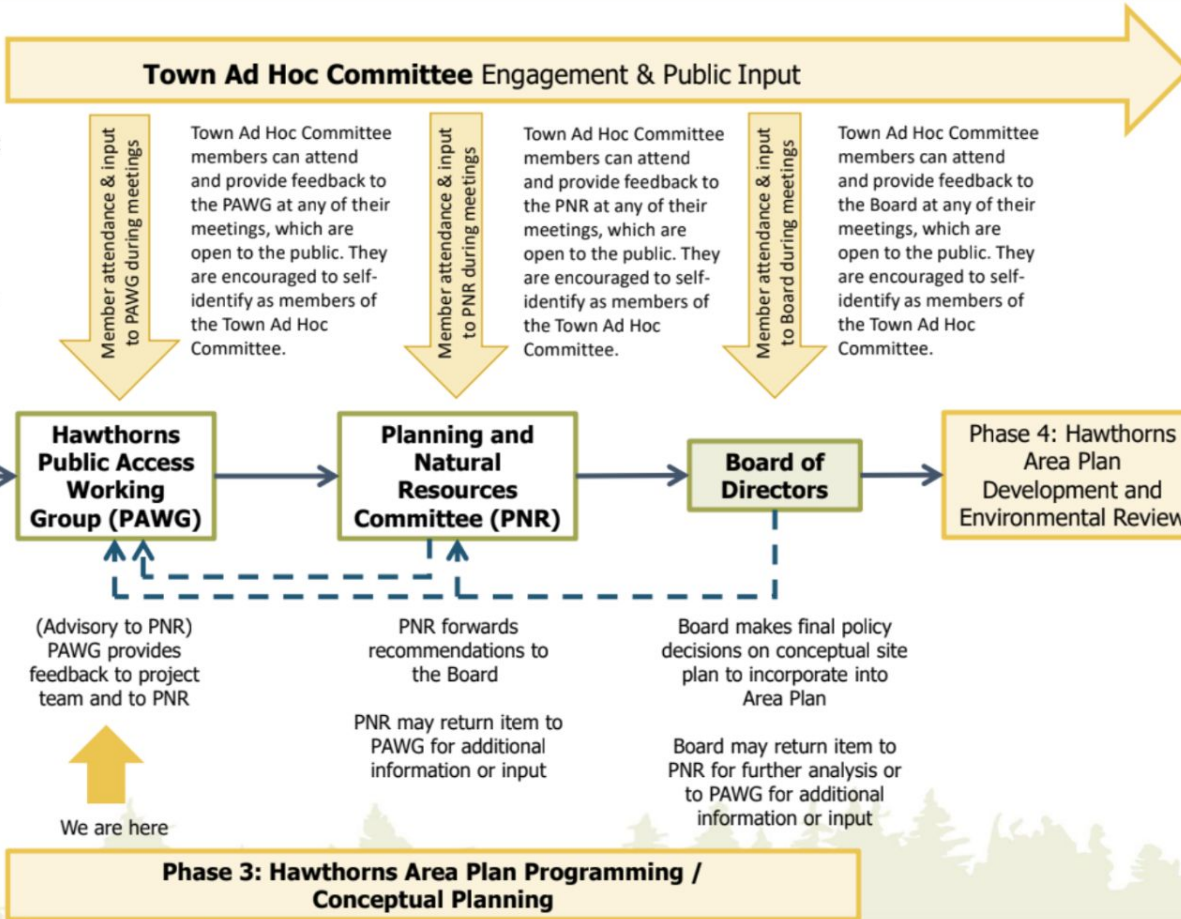 Town Ad Hoc Committee Engagement & Public Input
Member attendance & input
to PAWG during meetings
Town Ad Hoc Committee
members can attend
and provide feedback to
the PAWG at any of their
meetings, which are
open to the public. They
are encouraged to self-
identify as members of
the Town Ad Hoc
Committee.
Member attendance & input
to PNR during meetings
Town Ad Hoc Committee
members can attend
and provide feedback to
the PNR at any of their
meetings, which are
open to the public. They
are encouraged to self-
identify as members of
the Town Ad Hoc
Committee.
Member attendance & input
to Board during meetings
Town Ad Hoc Committee
members can attend
and provide feedback to
the Board at any of their
meetings, which are
open to the public. They
are encouraged to self-
identify as members of
the Town Ad Hoc
Committee.
Hawthorns
Public Access
Working
Group (PAWG)
Planning and
Natural
Resources
Committee (PNR)
Board of
Directors
Phase 4: Hawthorns
Area Plan
Development and
Environmental Review
(Advisory to PNR)
PAWG provides
feedback to project
team and to PNR
PNR forwards
recommendations to
the Board
PNR may return item to
PAWG for additional
information or input
Board makes final policy
decisions on conceptual site
plan to incorporate into
Area Plan
Board may return item to
PNR for further analysis or
to PAWG for additional
information or input
We are here
Phase 3: Hawthorns Area Plan Programming /
Conceptual Planning